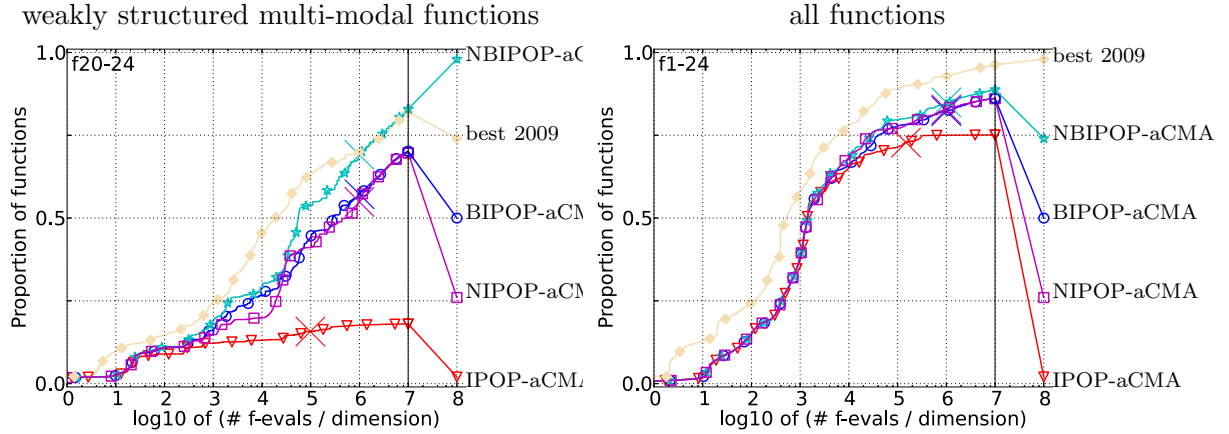 weakly structured multi-modal functions
1.0
f20-24
NBIPOP-aC
best 2009
0.5
BIPOP-aCM
NIPOP-aCM
0.0
IPOP-aCMA
0 1 2 3 4 5 6 7 8
log10 of (# f-evals / dimension)
Proportion of functions
all functions
1.0
f1-24
best 2009
NBIPOP-aCMA
0.5
BIPOP-aCMA
NIPOP-aCMA
0.0
IPOP-aCMA
0 1 2 3 4 5 6 7 8
log10 of (# f-evals / dimension)
Proportion of functions